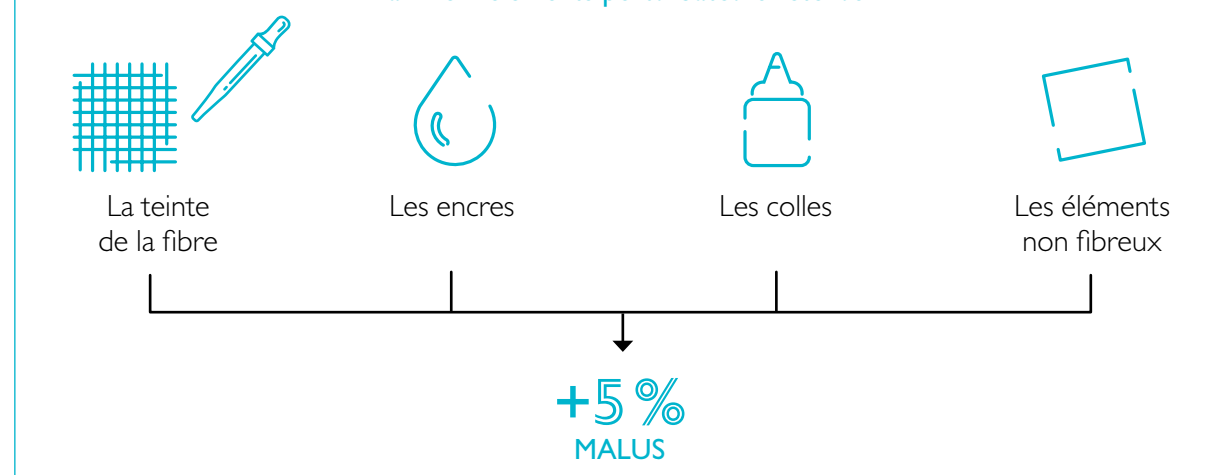 La teinte
de la fibre
Les encres
Les colles
Les éléments
non fibreux
+5 %
MALUS